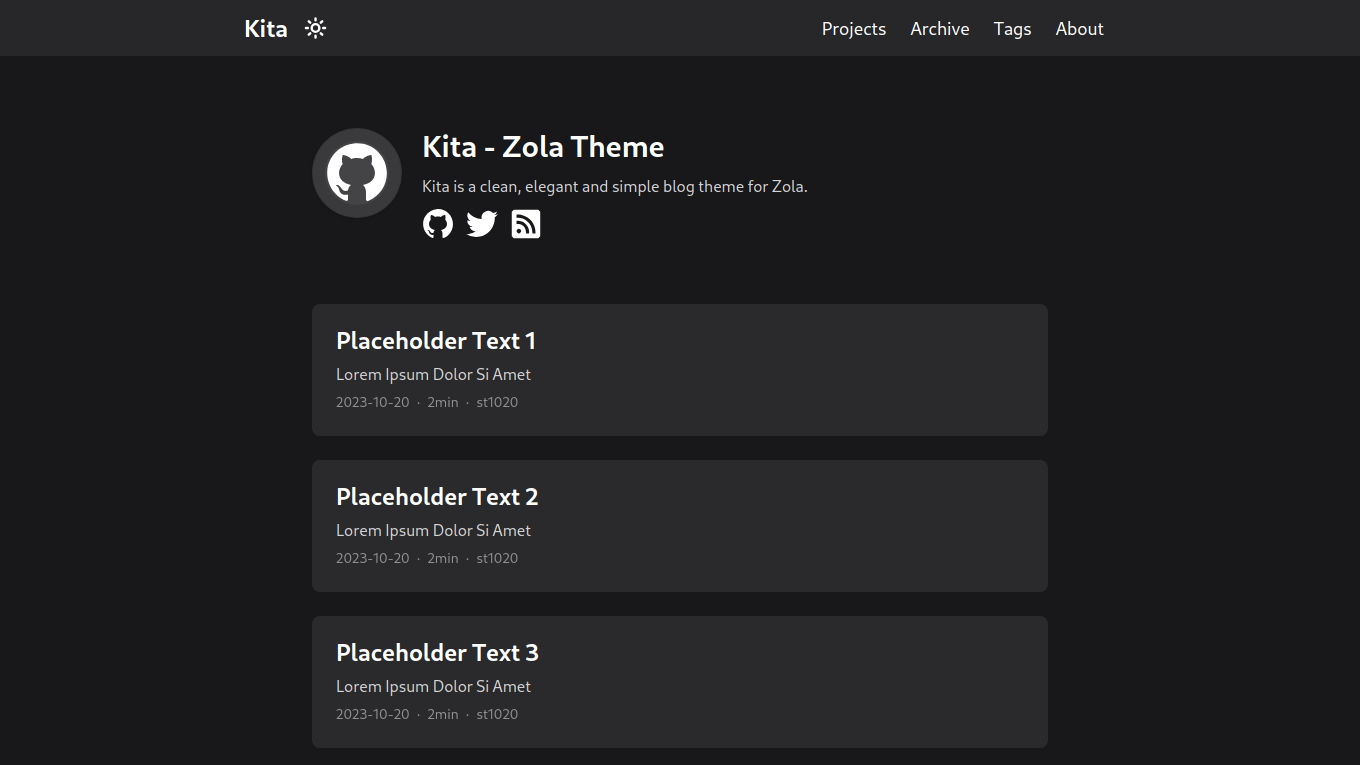 Kita Projects Archive Tags About
Kita - Zola Theme
Kita is a clean, elegant and simple blog theme for Zola.
Placeholder Text 1
Lorem Ipsum Dolor Si Amet
2023-10-20 · 2min · st1020
Placeholder Text 2
Lorem Ipsum Dolor Si Amet
2023-10-20 · 2min · st1020
Placeholder Text 3
Lorem Ipsum Dolor Si Amet
2023-10-20 · 2min · st1020